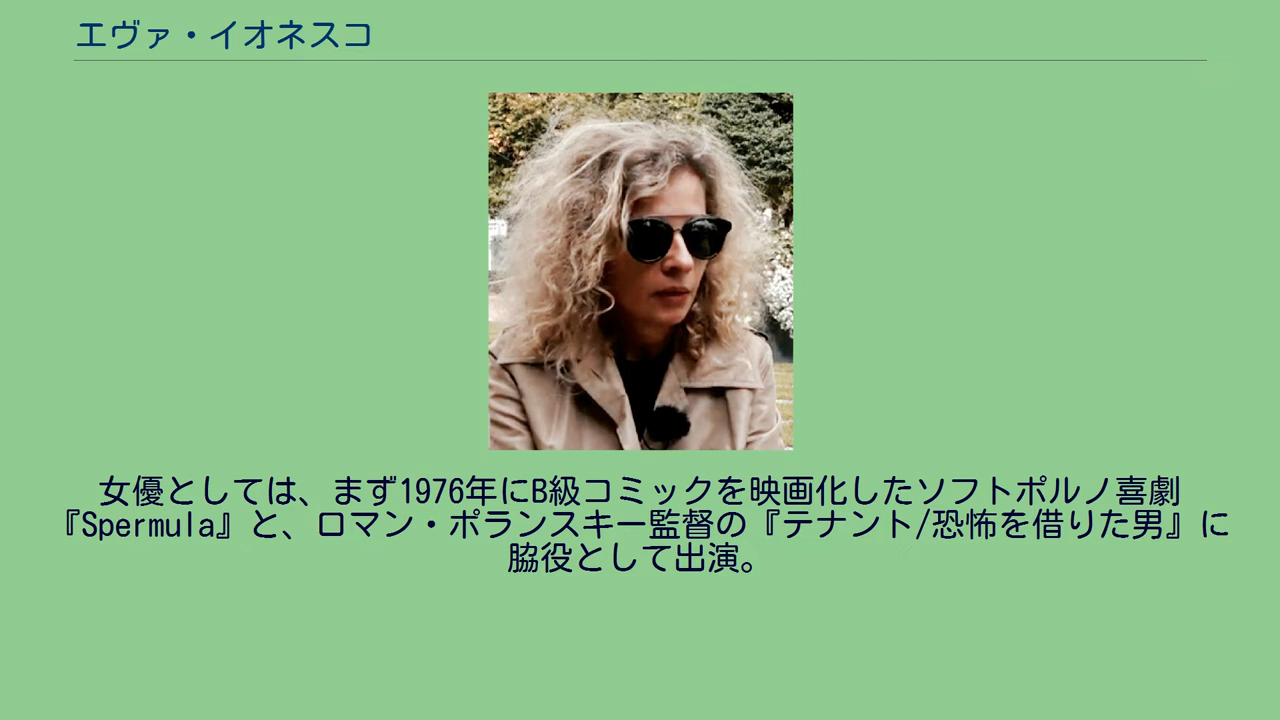 エヴァ・イオネスコ
女優としては、まず1976年にB級コミックを映画化したソフトポルノ喜劇
『Spermula』と、ロマン・ポランスキー監督の『テナント/恐怖を借りた男』に
脇役として出演。